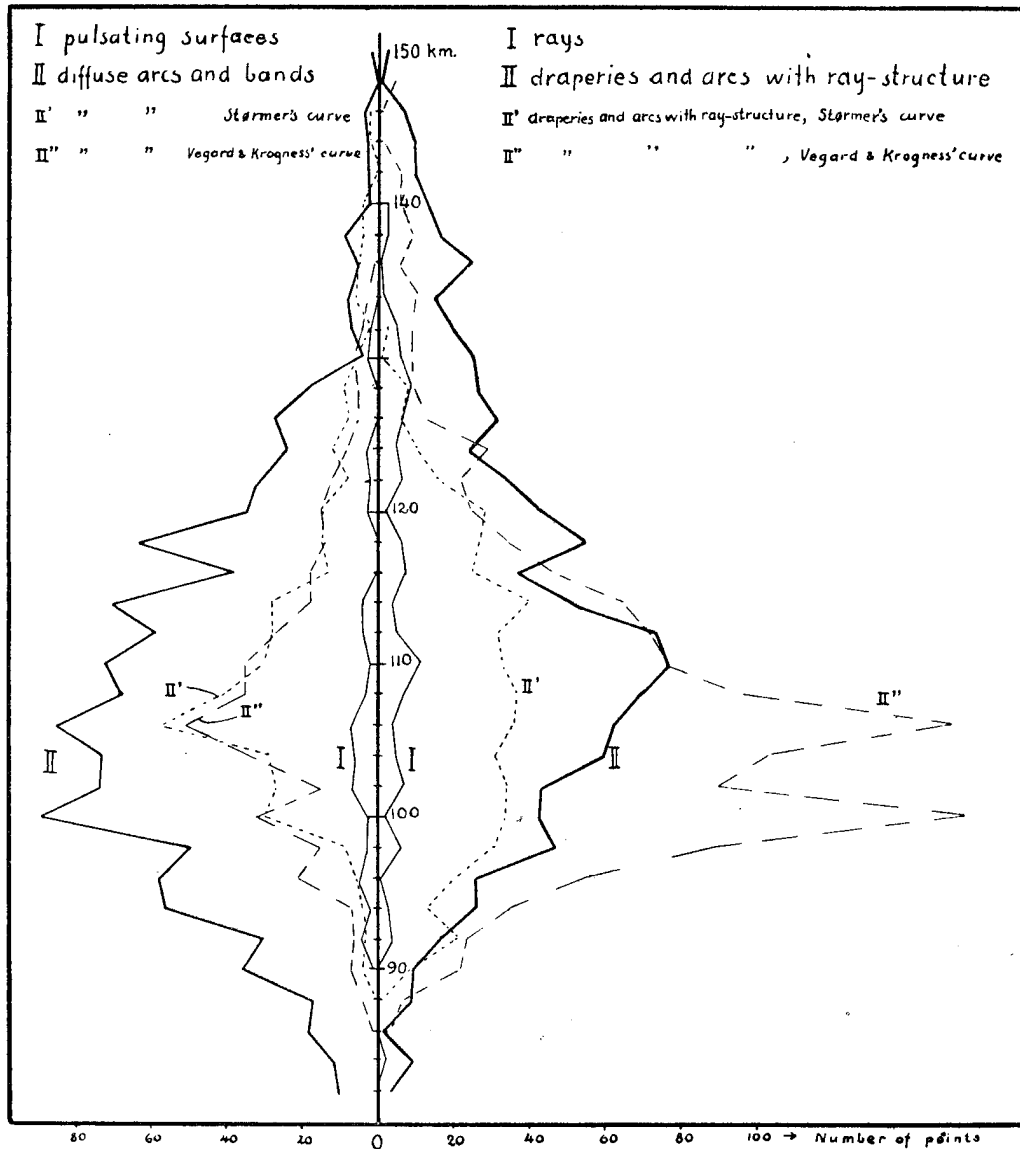 I pulsating surfaces
II diffuse arcs and bands
II' " " Størmer's curve
II" " " Vegard & Krogness' curve
150 km.
I rays
II draperies and arcs with ray-structure
II' draperies and arcs with ray-structure, Størmer's curve
II" " " " , Vegard & Krogness' curve
140
120
110
II' II' II"
II"
II I I II
100
90
80 60 40 20 0 20 40 60 80 100 → Number of points